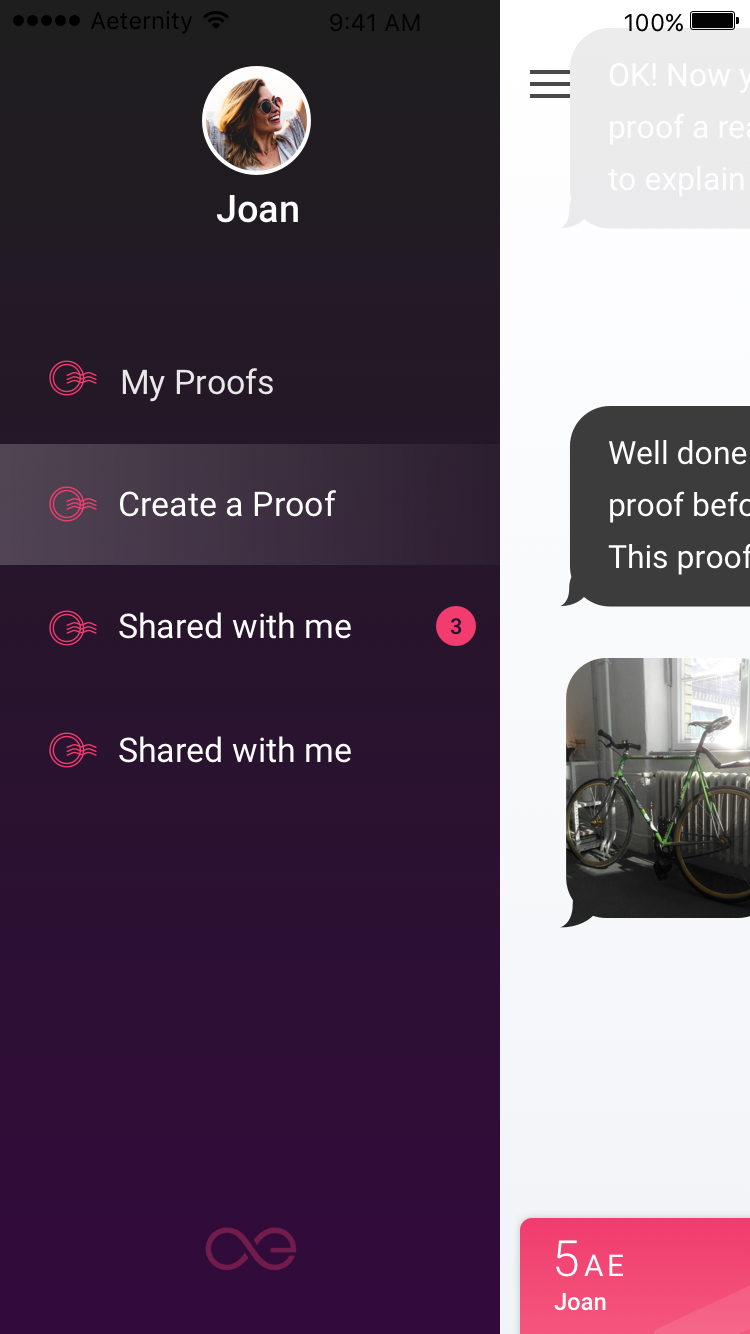 Aeternity 9:41 AM 100%
Joan
My Proofs
Create a Proof
Shared with me 3
Shared with me
OK! Now y
proof a rea
to explain
Well done
proof befo
This proof
5 AE
Joan